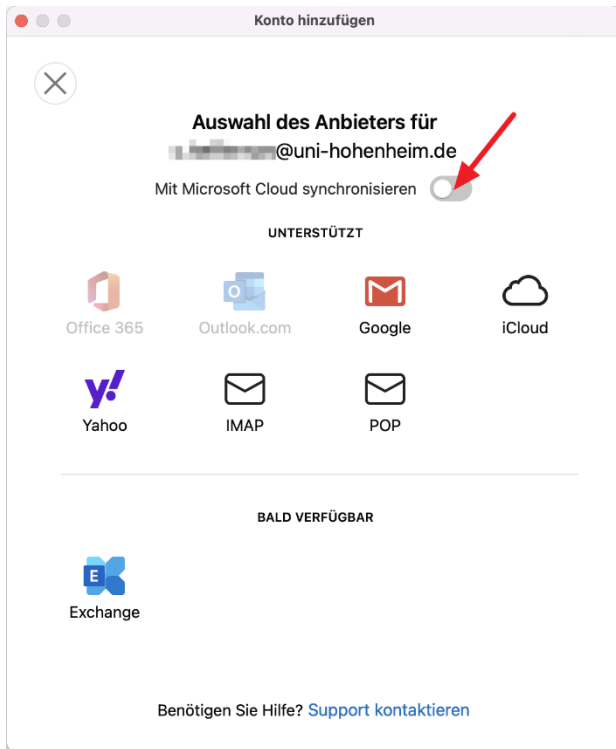 Konto hinzufügen
Auswahl des Anbieters für
@uni-hohenheim.de
Mit Microsoft Cloud synchronisieren
UNTERSTÜTZT
Office 365 Outlook.com Google iCloud
Yahoo IMAP POP
BALD VERFÜGBAR
E
Exchange
Benötigen Sie Hilfe? Support kontaktieren